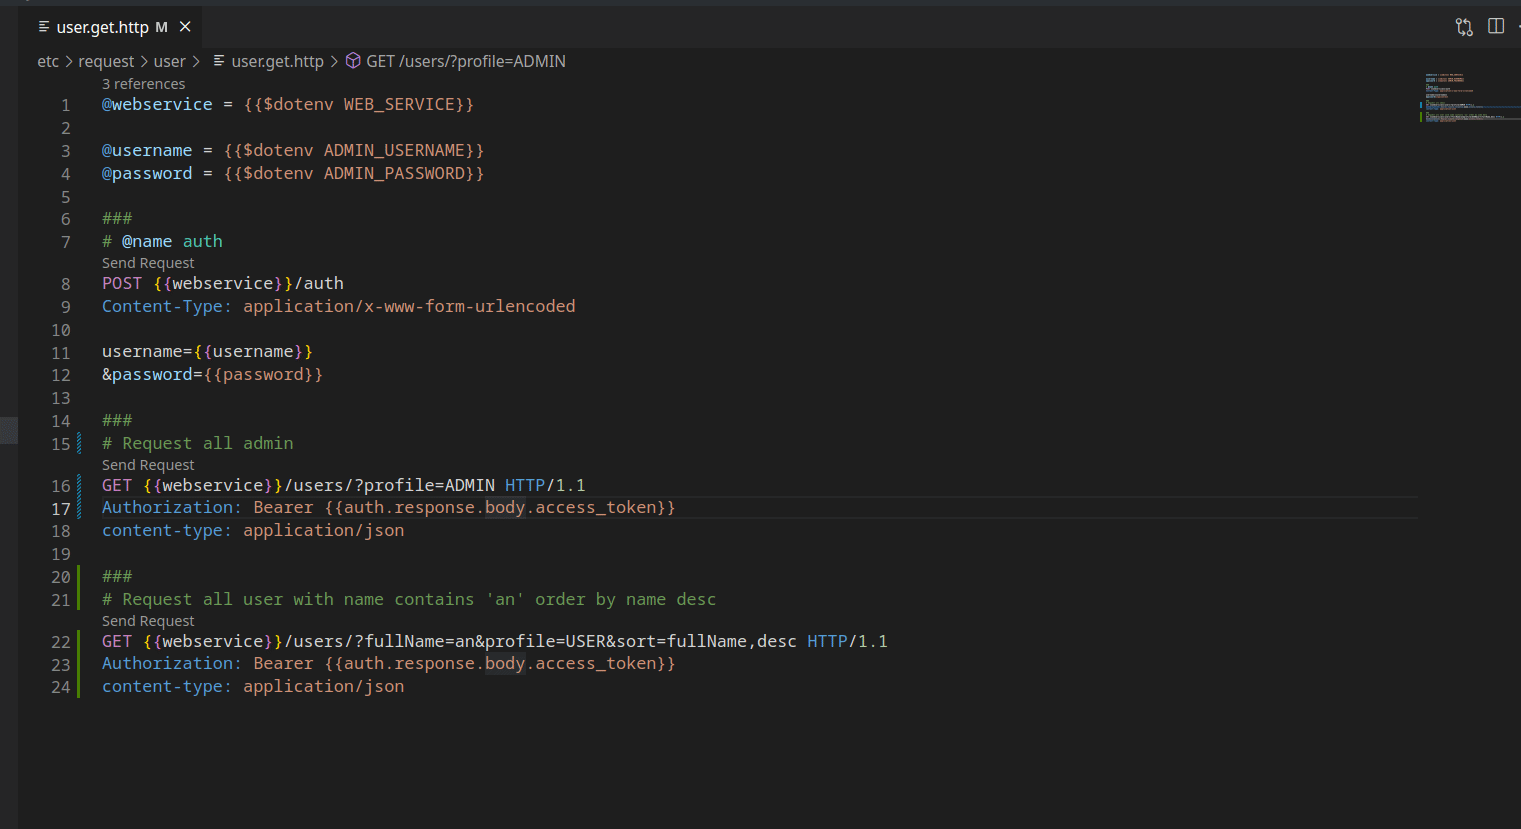 user.get.http M
etc > request > user > user.get.http > GET /users/?profile=ADMIN
3 references
1 @webservice = {{$dotenv WEB_SERVICE}}
2
3 @username = {{$dotenv ADMIN_USERNAME}}
4 @password = {{$dotenv ADMIN_PASSWORD}}
5
6 ###
7 # @name auth
Send Request
8 POST {{webservice}}/auth
9 Content-Type: application/x-www-form-urlencoded
10
11 username={{username}}
12 &password={{password}}
13
14 ###
15 # Request all admin
Send Request
16 GET {{webservice}}/users/?profile=ADMIN HTTP/1.1
17 Authorization: Bearer {{auth.response.body.access_token}}
18 content-type: application/json
19
20 ###
21 # Request all user with name contains 'an' order by name desc
Send Request
22 GET {{webservice}}/users/?fullName=an&profile=USER&sort=fullName,desc HTTP/1.1
23 Authorization: Bearer {{auth.response.body.access_token}}
24 content-type: application/json